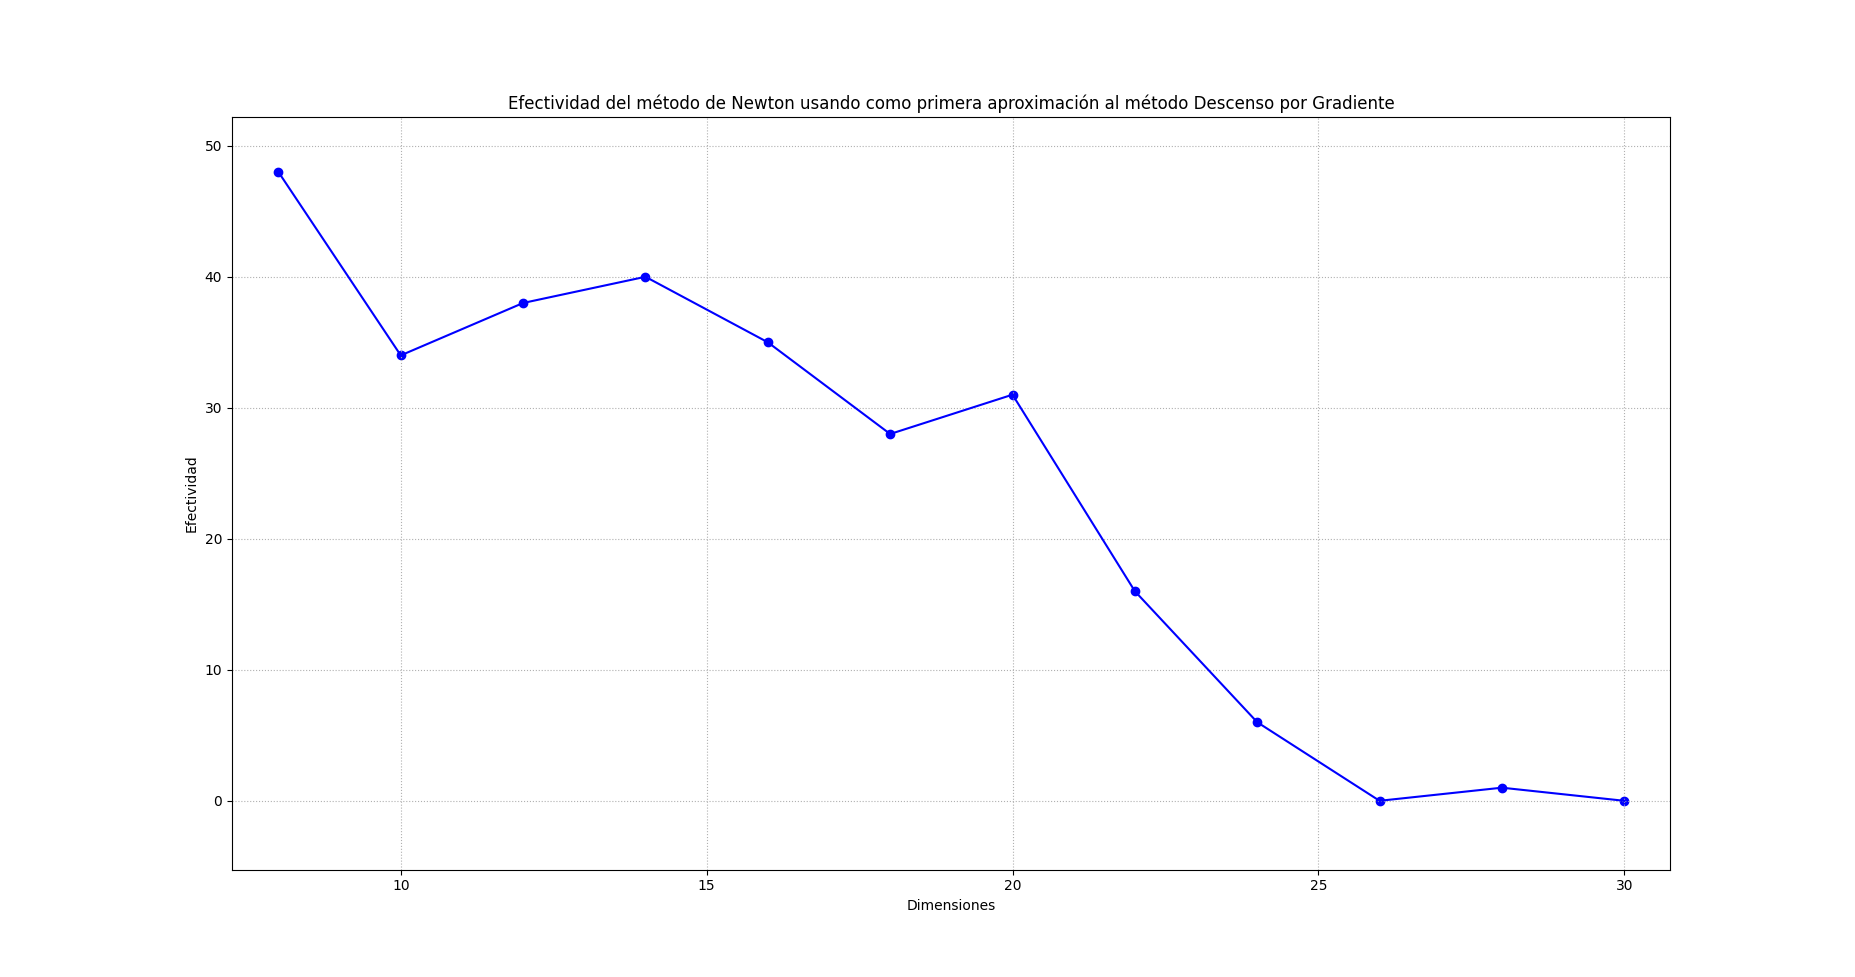 Efectividad del método de Newton usando como primera aproximación al método Descenso por Gradiente
50
40
30
20
10
0
Efectividad
10 15 20 25 30
Dimensiones